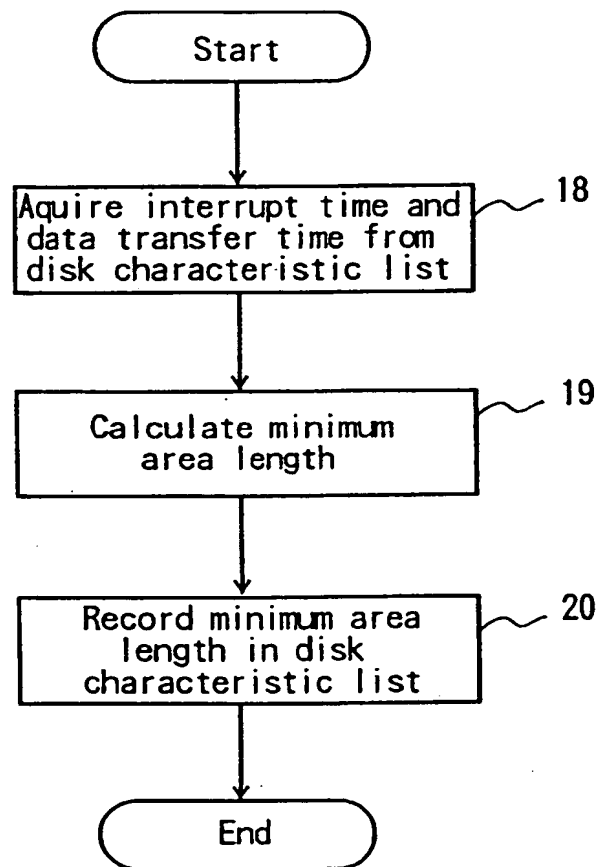 Start
18
Aquire interrupt time and
data transfer time from
disk characteristic list
19
Calculate minimum
area length
20
Record minimum area
length in disk
characteristic list
End